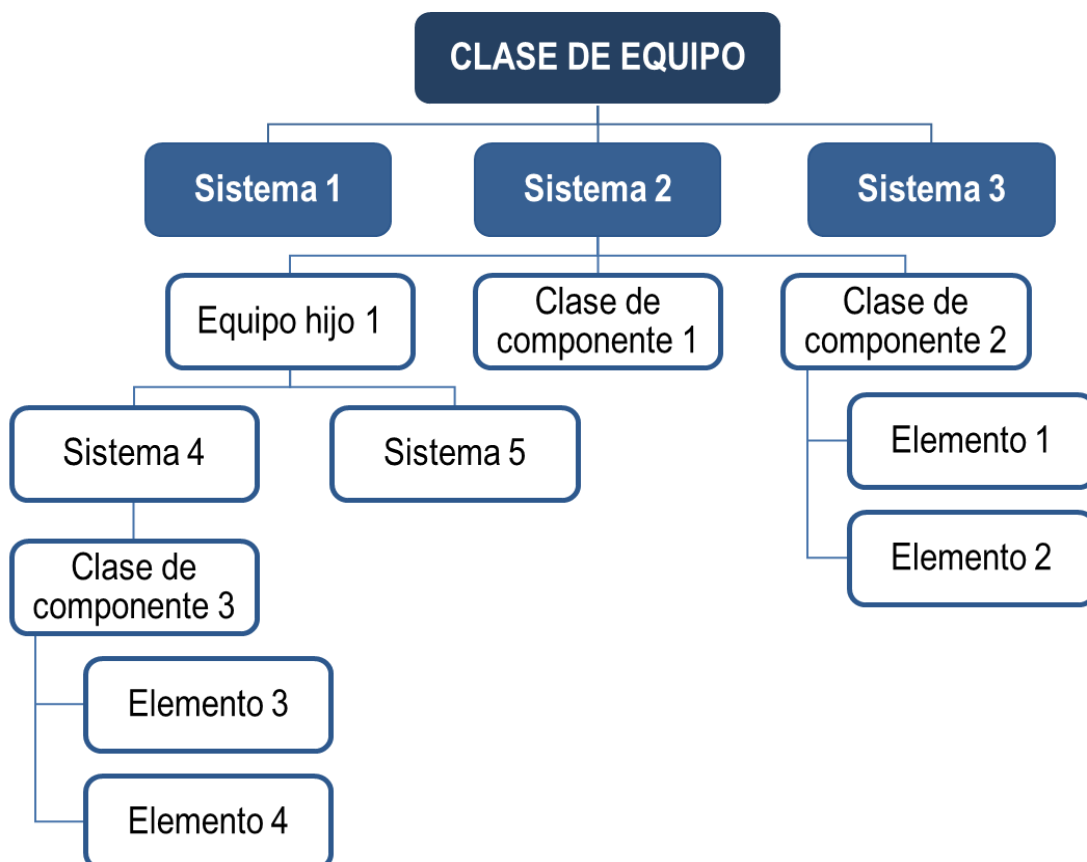 CLASE DE EQUIPO
Sistema 1
Sistema 2
Sistema 3
Equipo hijo 1
Clase de
componente 1
Clase de
componente 2
Sistema 4
Sistema 5
Elemento 1
Elemento 2
Clase de
componente 3
Elemento 3
Elemento 4